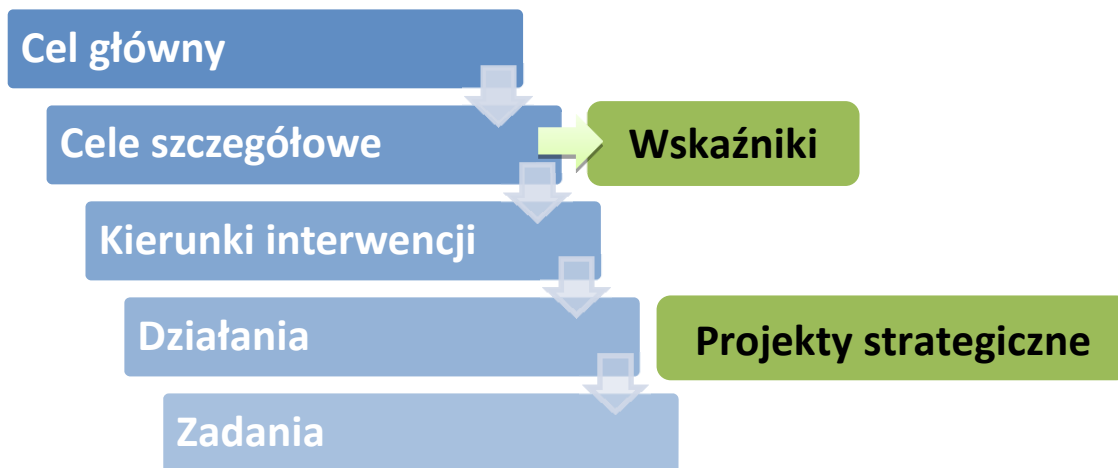 Cel główny
Cele szczegółowe
Wskaźniki
Kierunki interwencji
Działania
Projekty strategiczne
Zadania